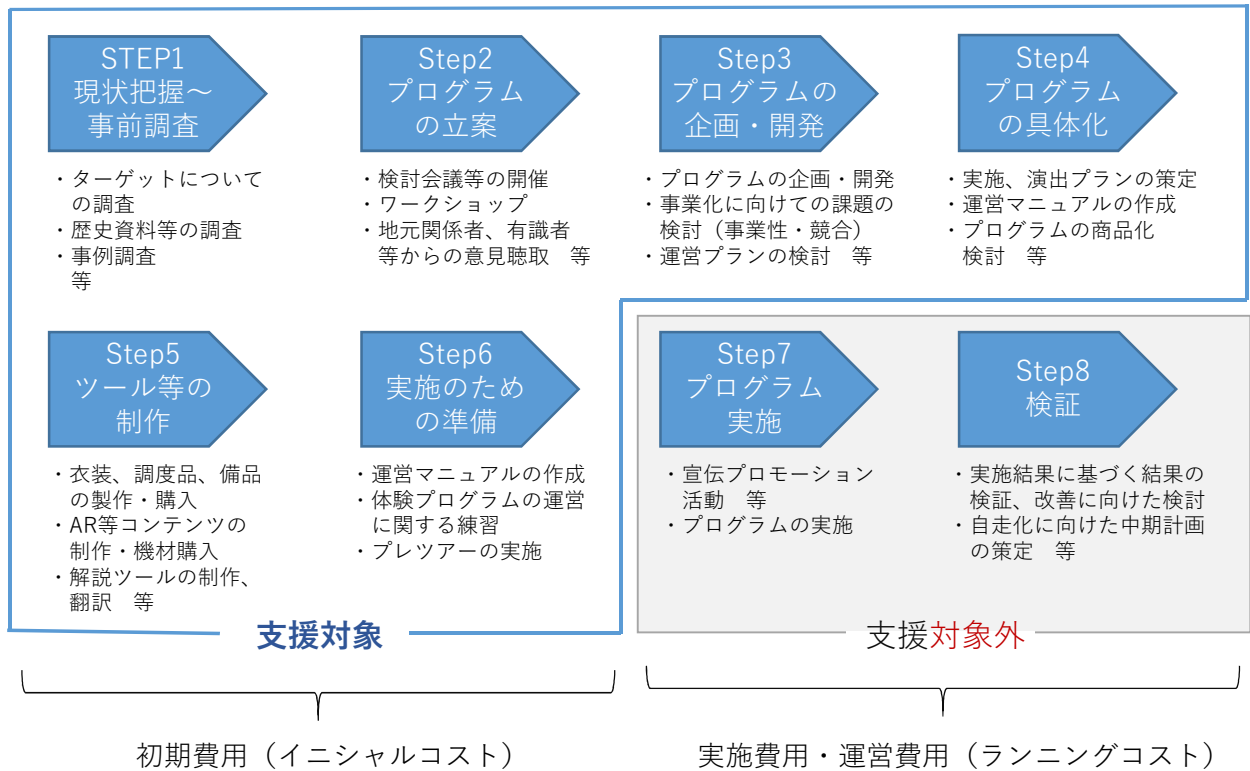 STEP1
現状把握～
事前調査
・ターゲットについて
の調査
・歴史資料等の調査
・事例調査
等
Step2
プログラム
の立案
・検討会議等の開催
・ワークショップ
・地元関係者、有識者
等からの意見聴取　等
Step3
プログラムの
企画・開発
・プログラムの企画・開発
・事業化に向けての課題の
検討（事業性・競合）
・運営プランの検討　等
Step4
プログラム
の具体化
・実施、演出プランの策定
・運営マニュアルの作成
・プログラムの商品化
検討　等
Step5
ツール等の
制作
・衣装、調度品、備品
の製作・購入
・AR等コンテンツの
制作・機材購入
・解説ツールの制作、
翻訳　等
Step6
実施のため
の準備
・運営マニュアルの作成
・体験プログラムの運営
に関する練習
・プレツアーの実施
Step7
プログラム
実施
・宣伝プロモーション
活動　等
・プログラムの実施
Step8
検証
・実施結果に基づく結果の
検証、改善に向けた検討
・自走化に向けた中期計画
の策定　等
支援対象
支援対象外
初期費用（イニシャルコスト）
実施費用・運営費用（ランニングコスト）